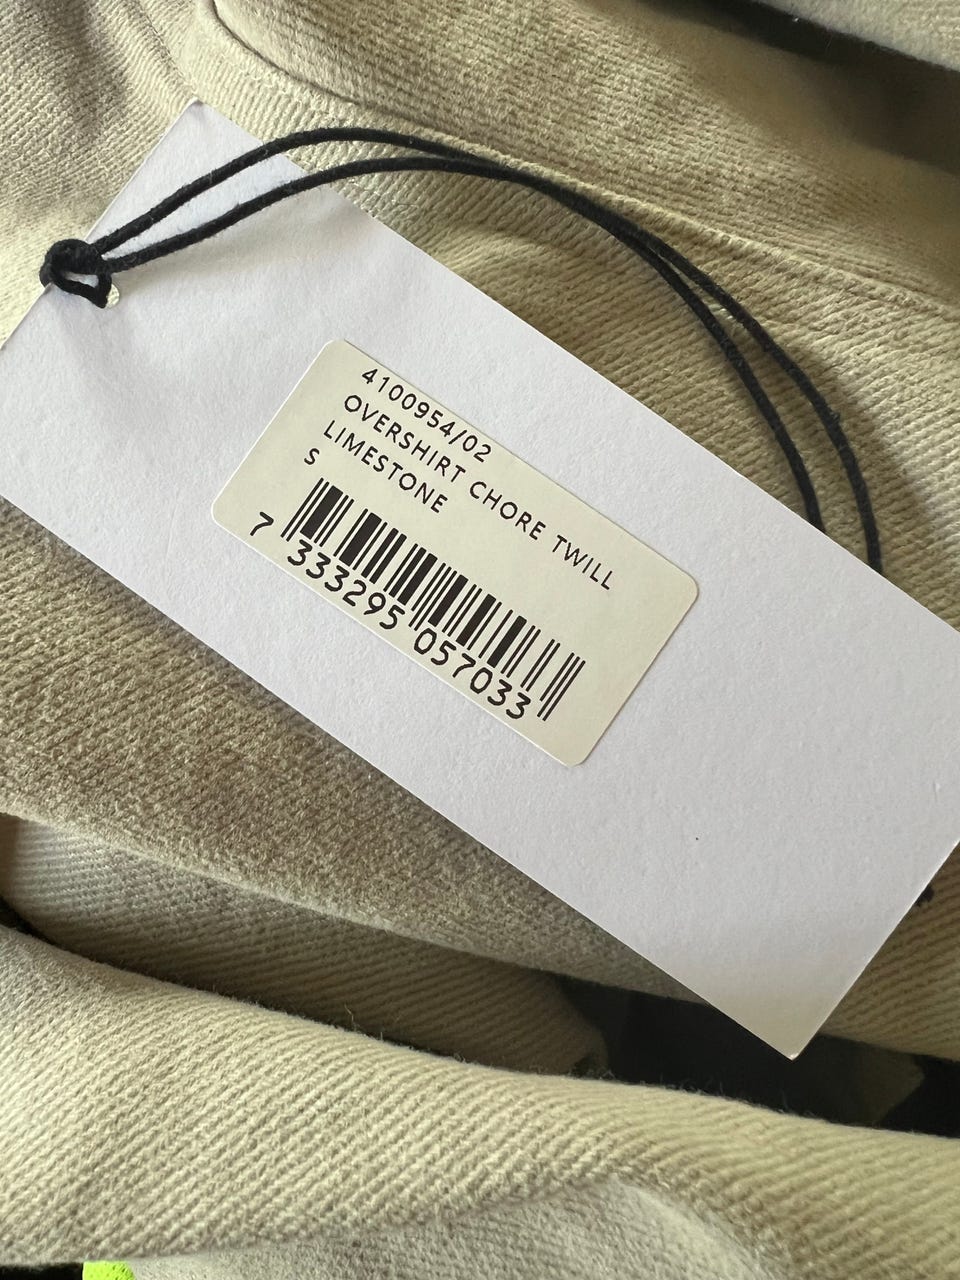 4100954/02
OVERSHIRT CHORE TWILL
LIMESTONE
S
7 333295 057033